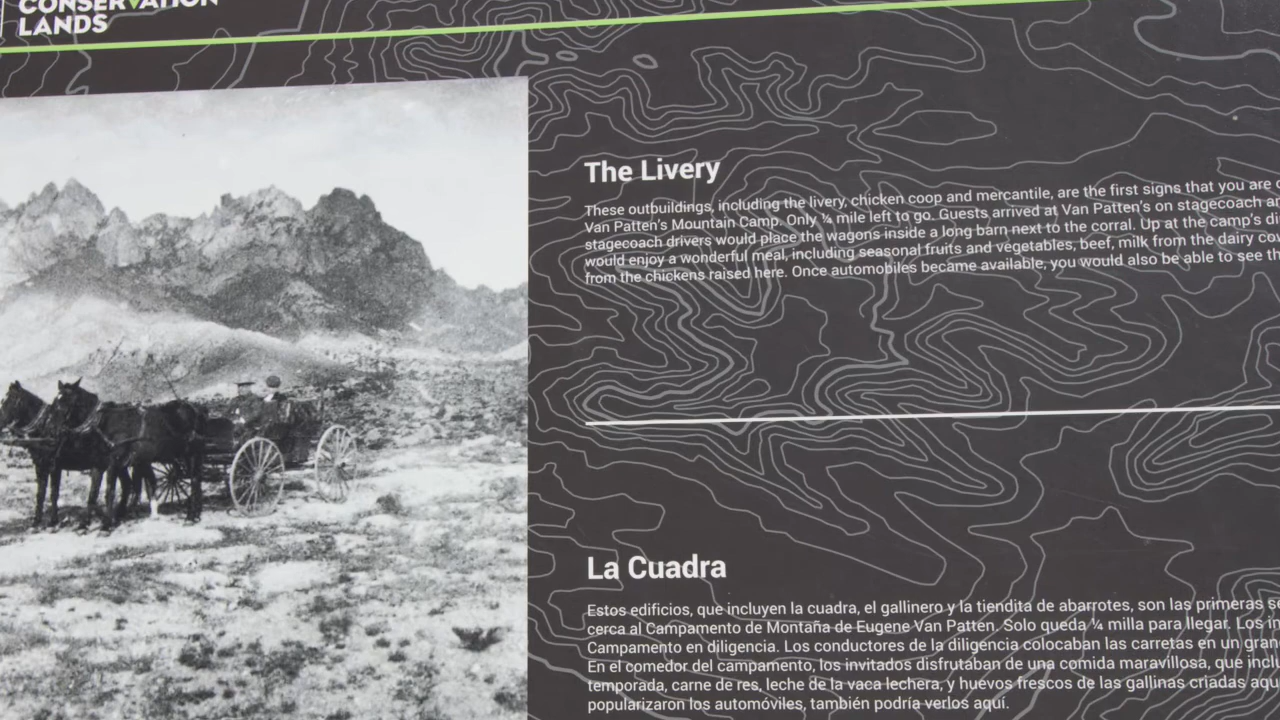 CONSERVATION
LANDS
The Livery
These outbuildings, including the livery, chicken coop and mercantile, are the first signs that you are
Van Patten's Mountain Camp. Only ¼ mile left to go. Guests arrived at Van Patten's on stagecoach
stagecoach drivers would place the wagons inside a long barn next to the corral. Up at the camp's
would enjoy a wonderful meal, including seasonal fruits and vegetables, beef, milk from the dairy
from the chickens raised here. Once automobiles became available, you would also be able to see
La Cuadra
Estos edificios, que incluyen la cuadra, el gallinero y la tiendita de abarrotes, son las primeras
cerca al Campamento de Montaña de Eugene Van Patten. Solo queda ¼ milla para llegar. Los
Campamento en diligencia. Los conductores de la diligencia colocaban las carretas en un
En el comedor del campamento, los invitados disfrutaban de una comida maravillosa, que
temporada, carne de res, leche de la vaca lechera, y huevos frescos de las gallinas criadas
popularizaron los automóviles, también podría verlos aquí.